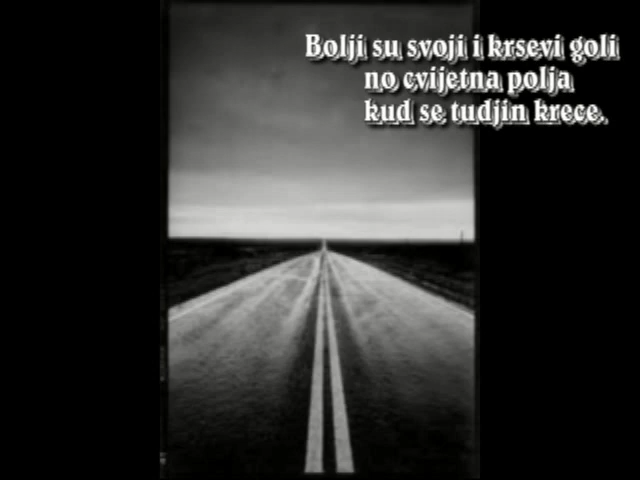 Bolji su svoji i krsevi goli
no cvijetna polja
kud se tudjin krece.